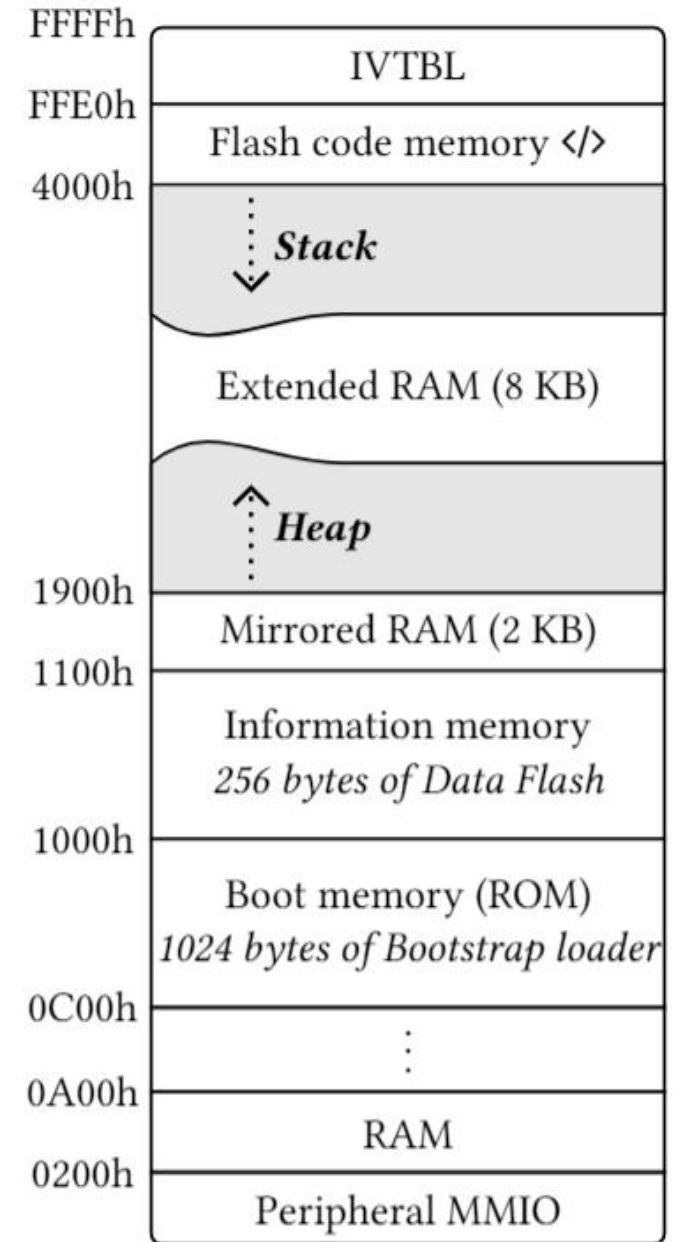 FFFFh
IVTBL
FFE0h
Flash code memory </>
4000h
Stack
Extended RAM (8 KB)
Heap
1900h
Mirrored RAM (2 KB)
1100h
Information memory
256 bytes of Data Flash
1000h
Boot memory (ROM)
1024 bytes of Bootstrap loader
0C00h
0A00h
RAM
0200h
Peripheral MMIO